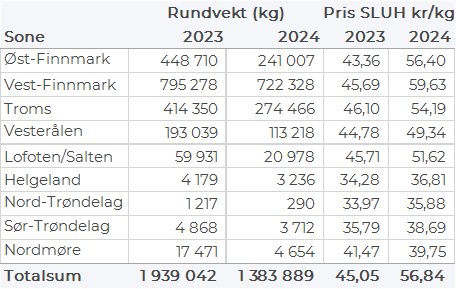 Rundvekt (kg) Pris SLUH kr/kg
Sone 2023 2024 2023 2024
Øst-Finnmark 448 710 241 007 43,36 56,40
Vest-Finnmark 795 278 722 328 45,69 59,63
Troms 414 350 274 466 46,10 54,19
Vesterålen 193 039 113 218 44,78 49,34
Lofoten/Salten 59 931 20 978 45,71 51,62
Helgeland 4 179 3 236 34,28 36,81
Nord-Trøndelag 1 217 290 33,97 35,88
Sør-Trøndelag 4 868 3 712 35,79 38,69
Nordmøre 17 471 4 654 41,47 39,75
Totalsum 1 939 042 1 383 889 45,05 56,84